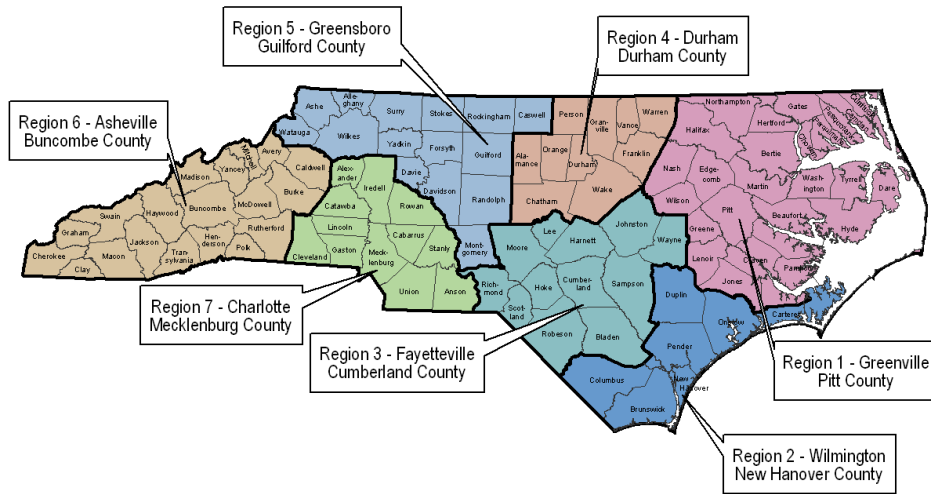 Region 5 - Greensboro
Guilford County
Region 4 - Durham
Durham County
Region 6 - Asheville
Buncombe County
Region 7 - Charlotte
Mecklenburg County
Region 3 - Fayetteville
Cumberland County
Region 1 - Greenville
Pitt County
Region 2 - Wilmington
New Hanover County
Ashe
Alle-
ghany
Surry
Stokes
Rockingham
Caswell
Watauga
Wilkes
Yadkin
Forsyth
Guilford
Davie
Davidson
Randolph
Mont-
gomery
Person
Gran-
ville
Vance
Warren
Ala-
mance
Orange
Durham
Franklin
Chatham
Wake
Northampton
Gates
Hertford
Halifax
Bertie
Nash
Edge-
comb
Martin
Wash-
ington
Tyrrell
Dare
Wilson
Pitt
Beaufort
Hyde
Greene
Lenoir
Craven
Pamlico
Jones
Mitchell
Avery
Caldwell
Madison
Yancey
Burke
McDowell
Buncombe
Haywood
Swain
Graham
Rutherford
Hen-
derson
Polk
Jackson
Tran-
sylvania
Macon
Cherokee
Clay
Alex-
ander
Iredell
Catawba
Rowan
Lincoln
Cabarrus
Stanly
Gaston
Meck-
lenburg
Cleveland
Union
Anson
Lee
Moore
Harnett
Johnston
Wayne
Rich-
mond
Hoke
Cumber-
land
Sampson
Scot-
land
Robeson
Bladen
Duplin
Onslow
Carteret
Pender
New
Hanover
Columbus
Brunswick